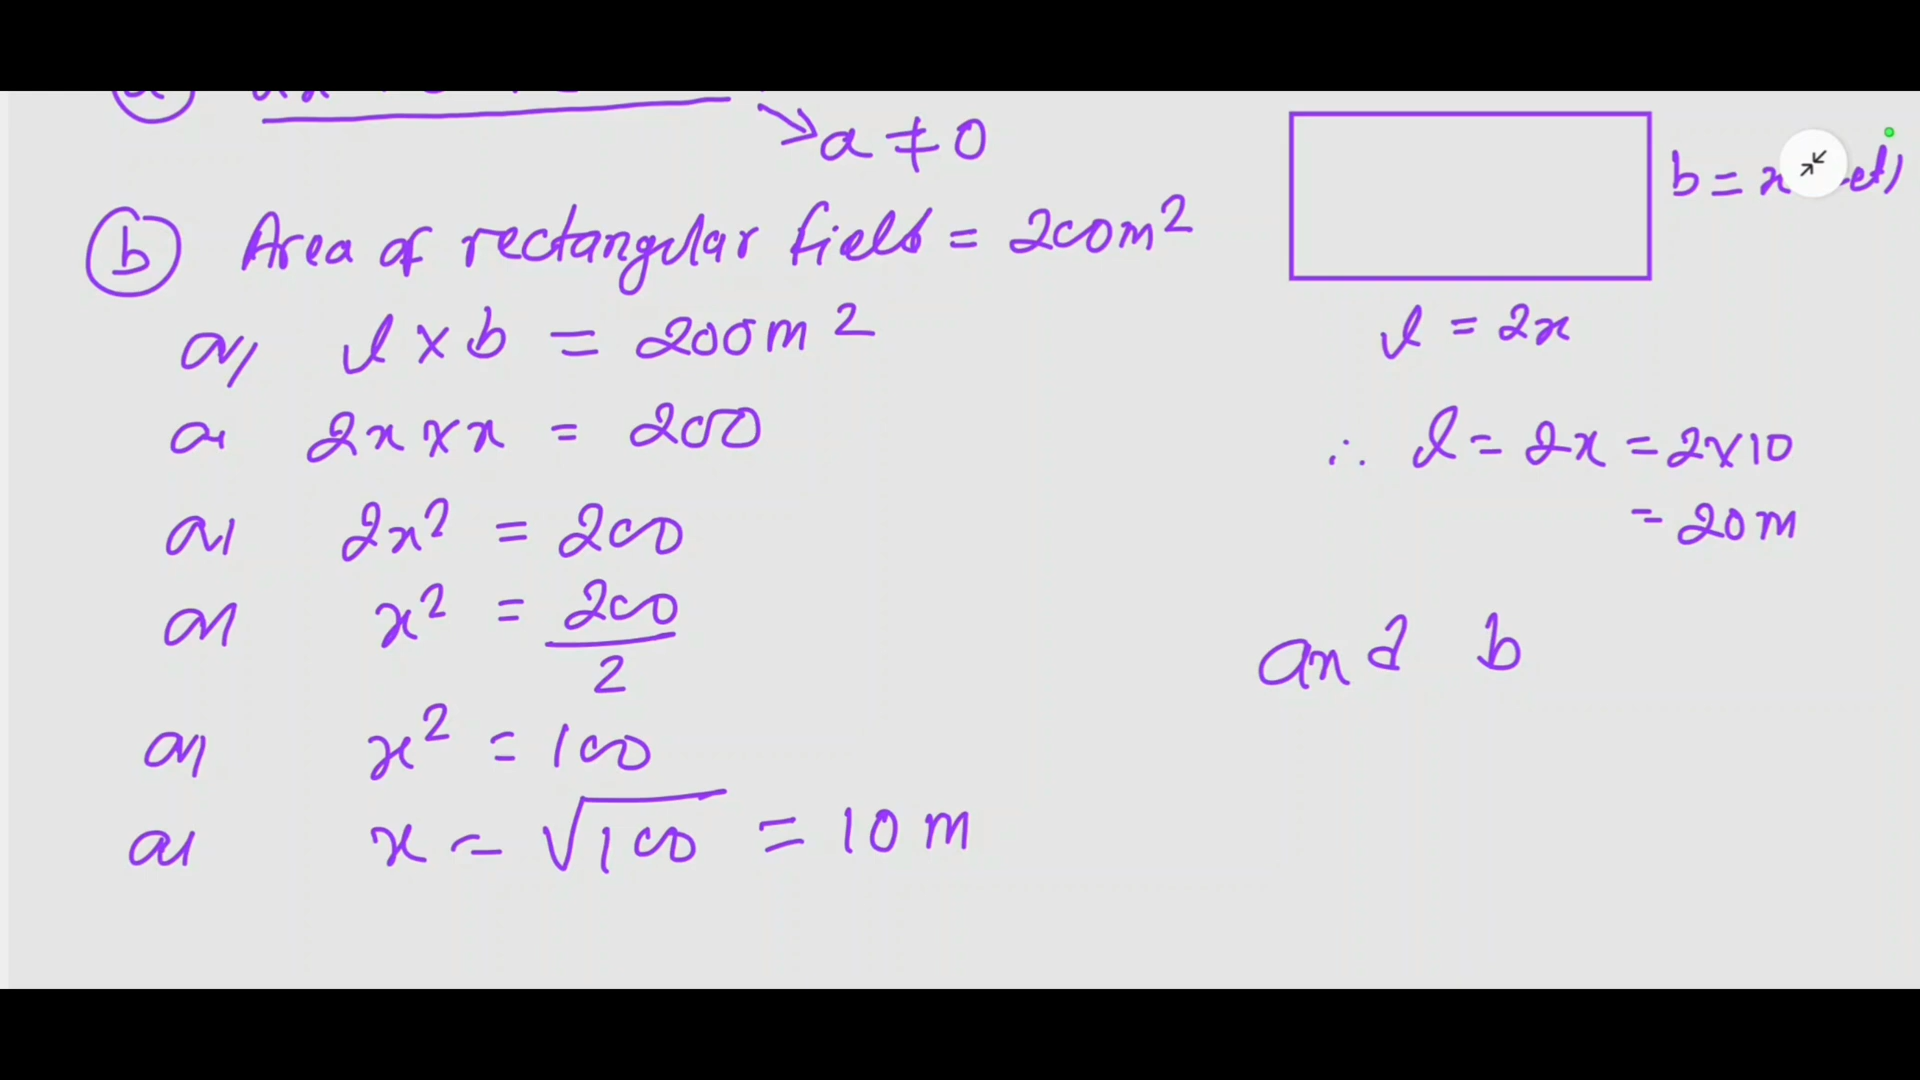 a ≠ 0
(b) Area of rectangular field = 200m²
or, l × b = 200m²
or 2x × x = 200
or, 2x² = 200
or, x² = 200/2
or, x² = 100
or, x = √100 = 10 m
b = x
l = 2x
∴ l = 2x = 2×10
= 20m
and b